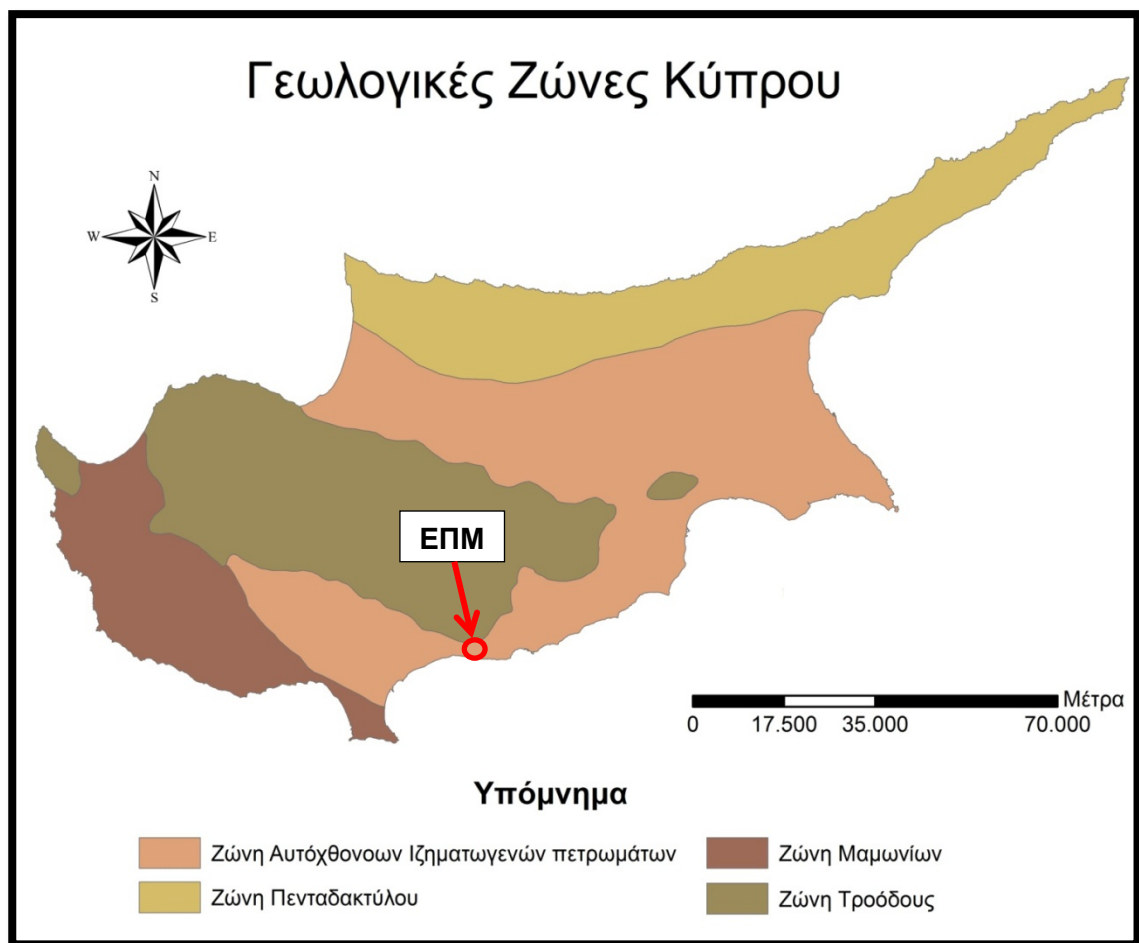 Γεωλογικές Ζώνες Κύπρου
N
W E
S
ΕΠΜ
Μέτρα
0 17.500 35.000 70.000
Υπόμνημα
Ζώνη Αυτόχθονοων Ιζηματωγενών πετρωμάτων
Ζώνη Μαμωνίων
Ζώνη Πενταδακτύλου
Ζώνη Τροόδους